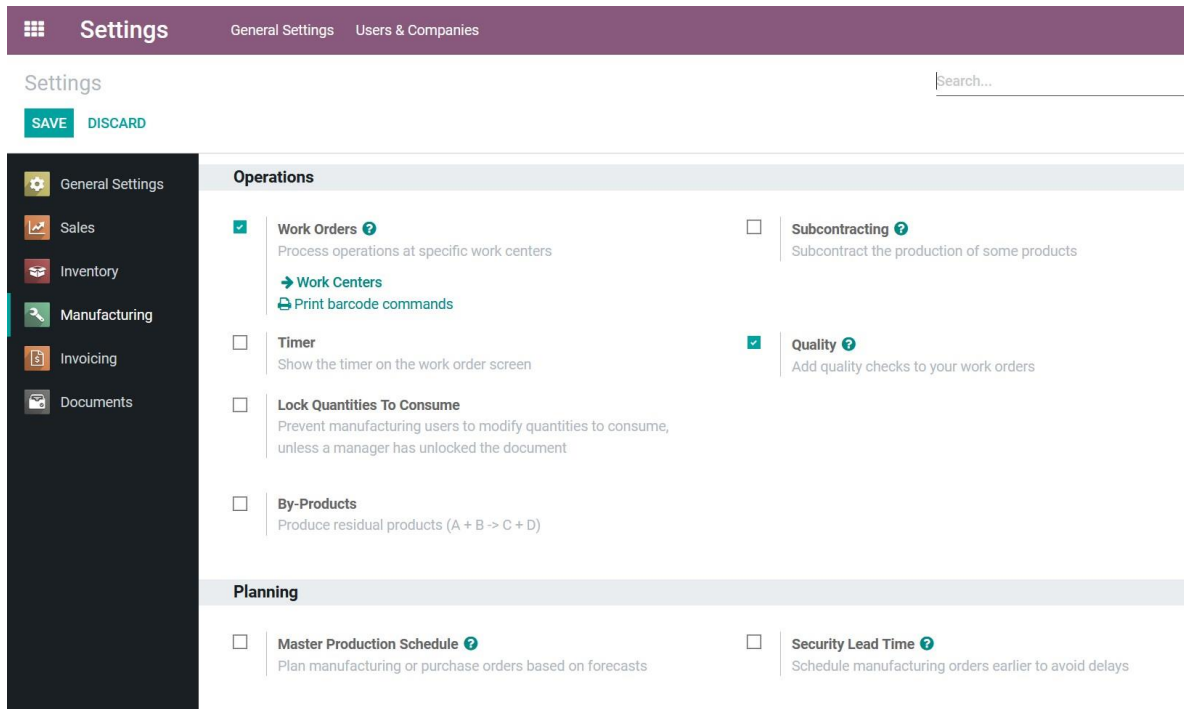 Settings
General Settings
Users & Companies
Settings
Search...
SAVE
DISCARD
General Settings
Sales
Inventory
Manufacturing
Invoicing
Documents
Operations
Work Orders
Process operations at specific work centers
Work Centers
Print barcode commands
Subcontracting
Subcontract the production of some products
Timer
Show the timer on the work order screen
Quality
Add quality checks to your work orders
Lock Quantities To Consume
Prevent manufacturing users to modify quantities to consume,
unless a manager has unlocked the document
By-Products
Produce residual products (A + B -> C + D)
Planning
Master Production Schedule
Plan manufacturing or purchase orders based on forecasts
Security Lead Time
Schedule manufacturing orders earlier to avoid delays